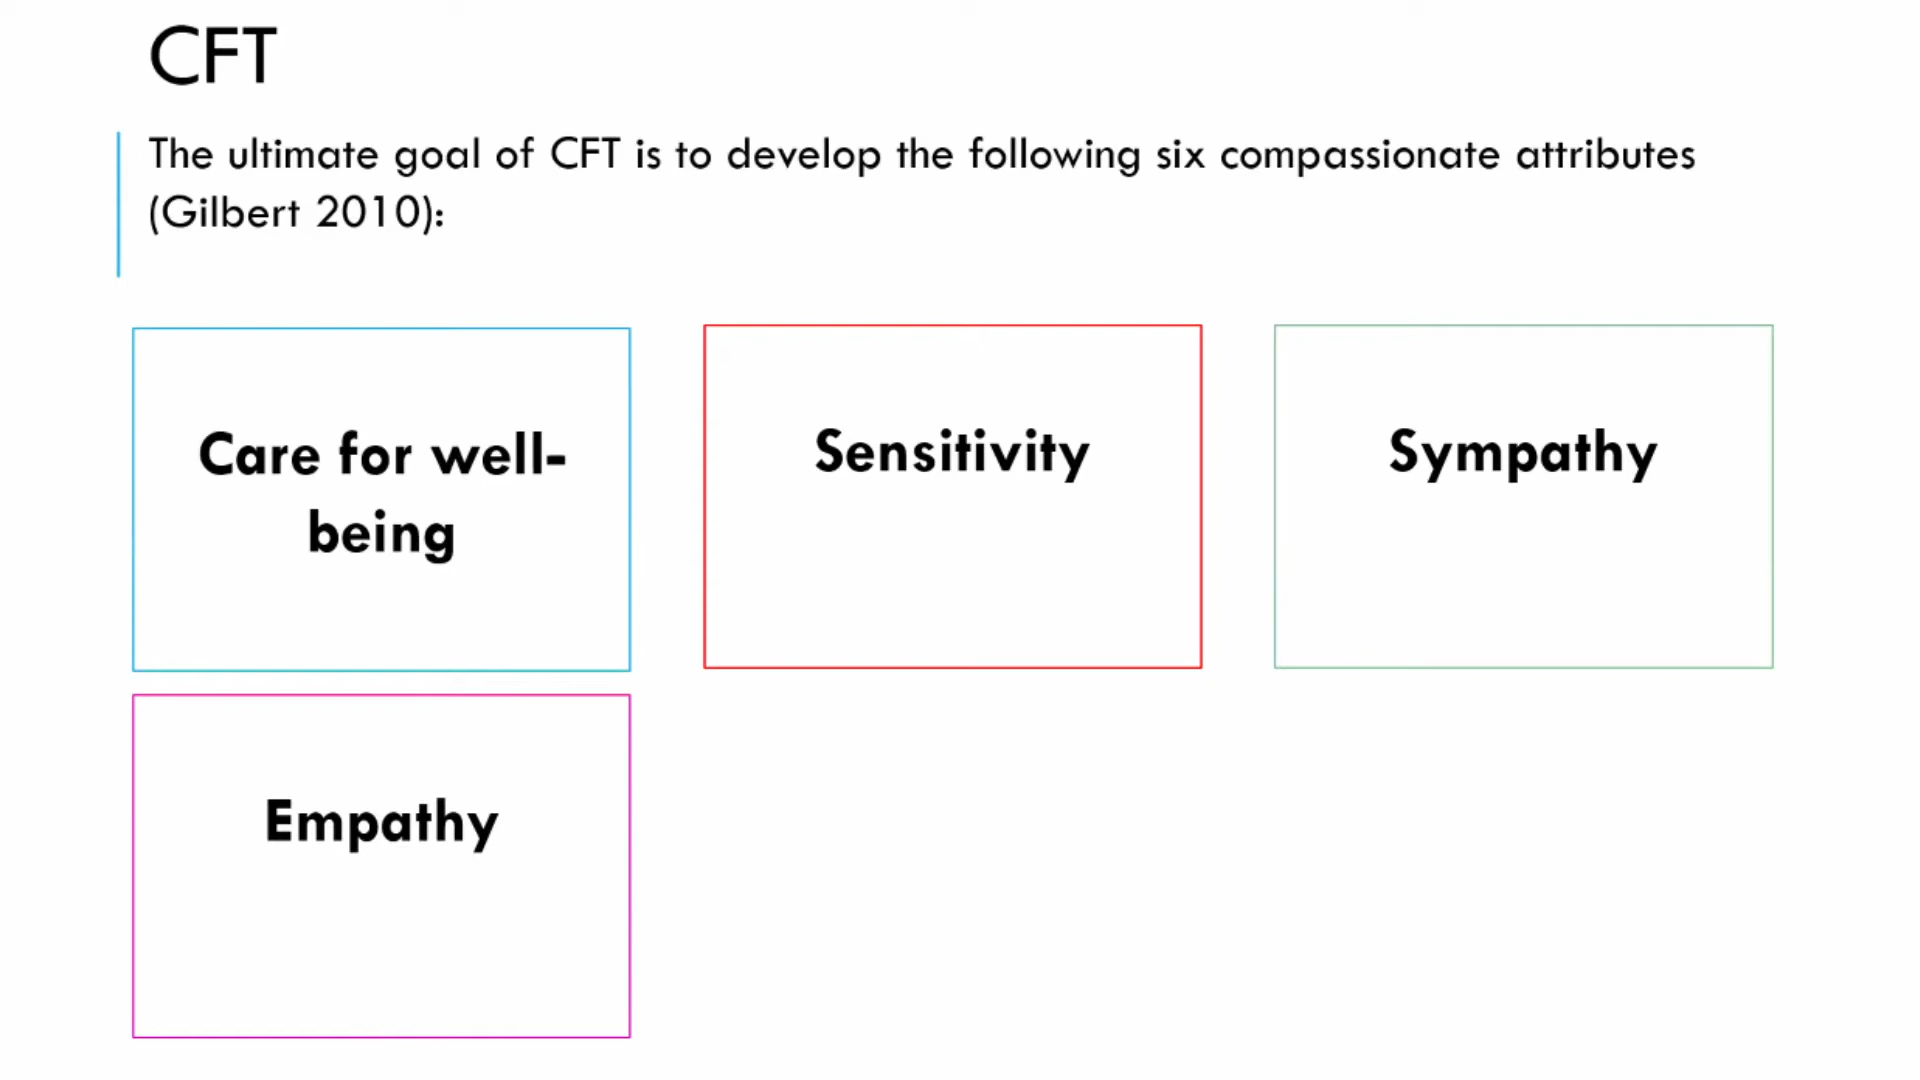 CFT
The ultimate goal of CFT is to develop the following six compassionate attributes
(Gilbert 2010):
Care for well-
being
Sensitivity
Sympathy
Empathy